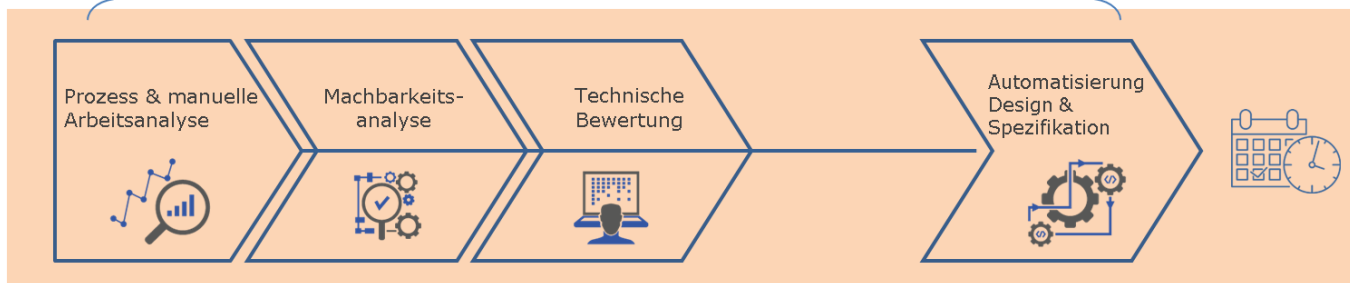 Prozess & manuelle
Arbeitsanalyse
Machbarkeits-
analyse
Technische
Bewertung
Automatisierung
Design &
Spezifikation